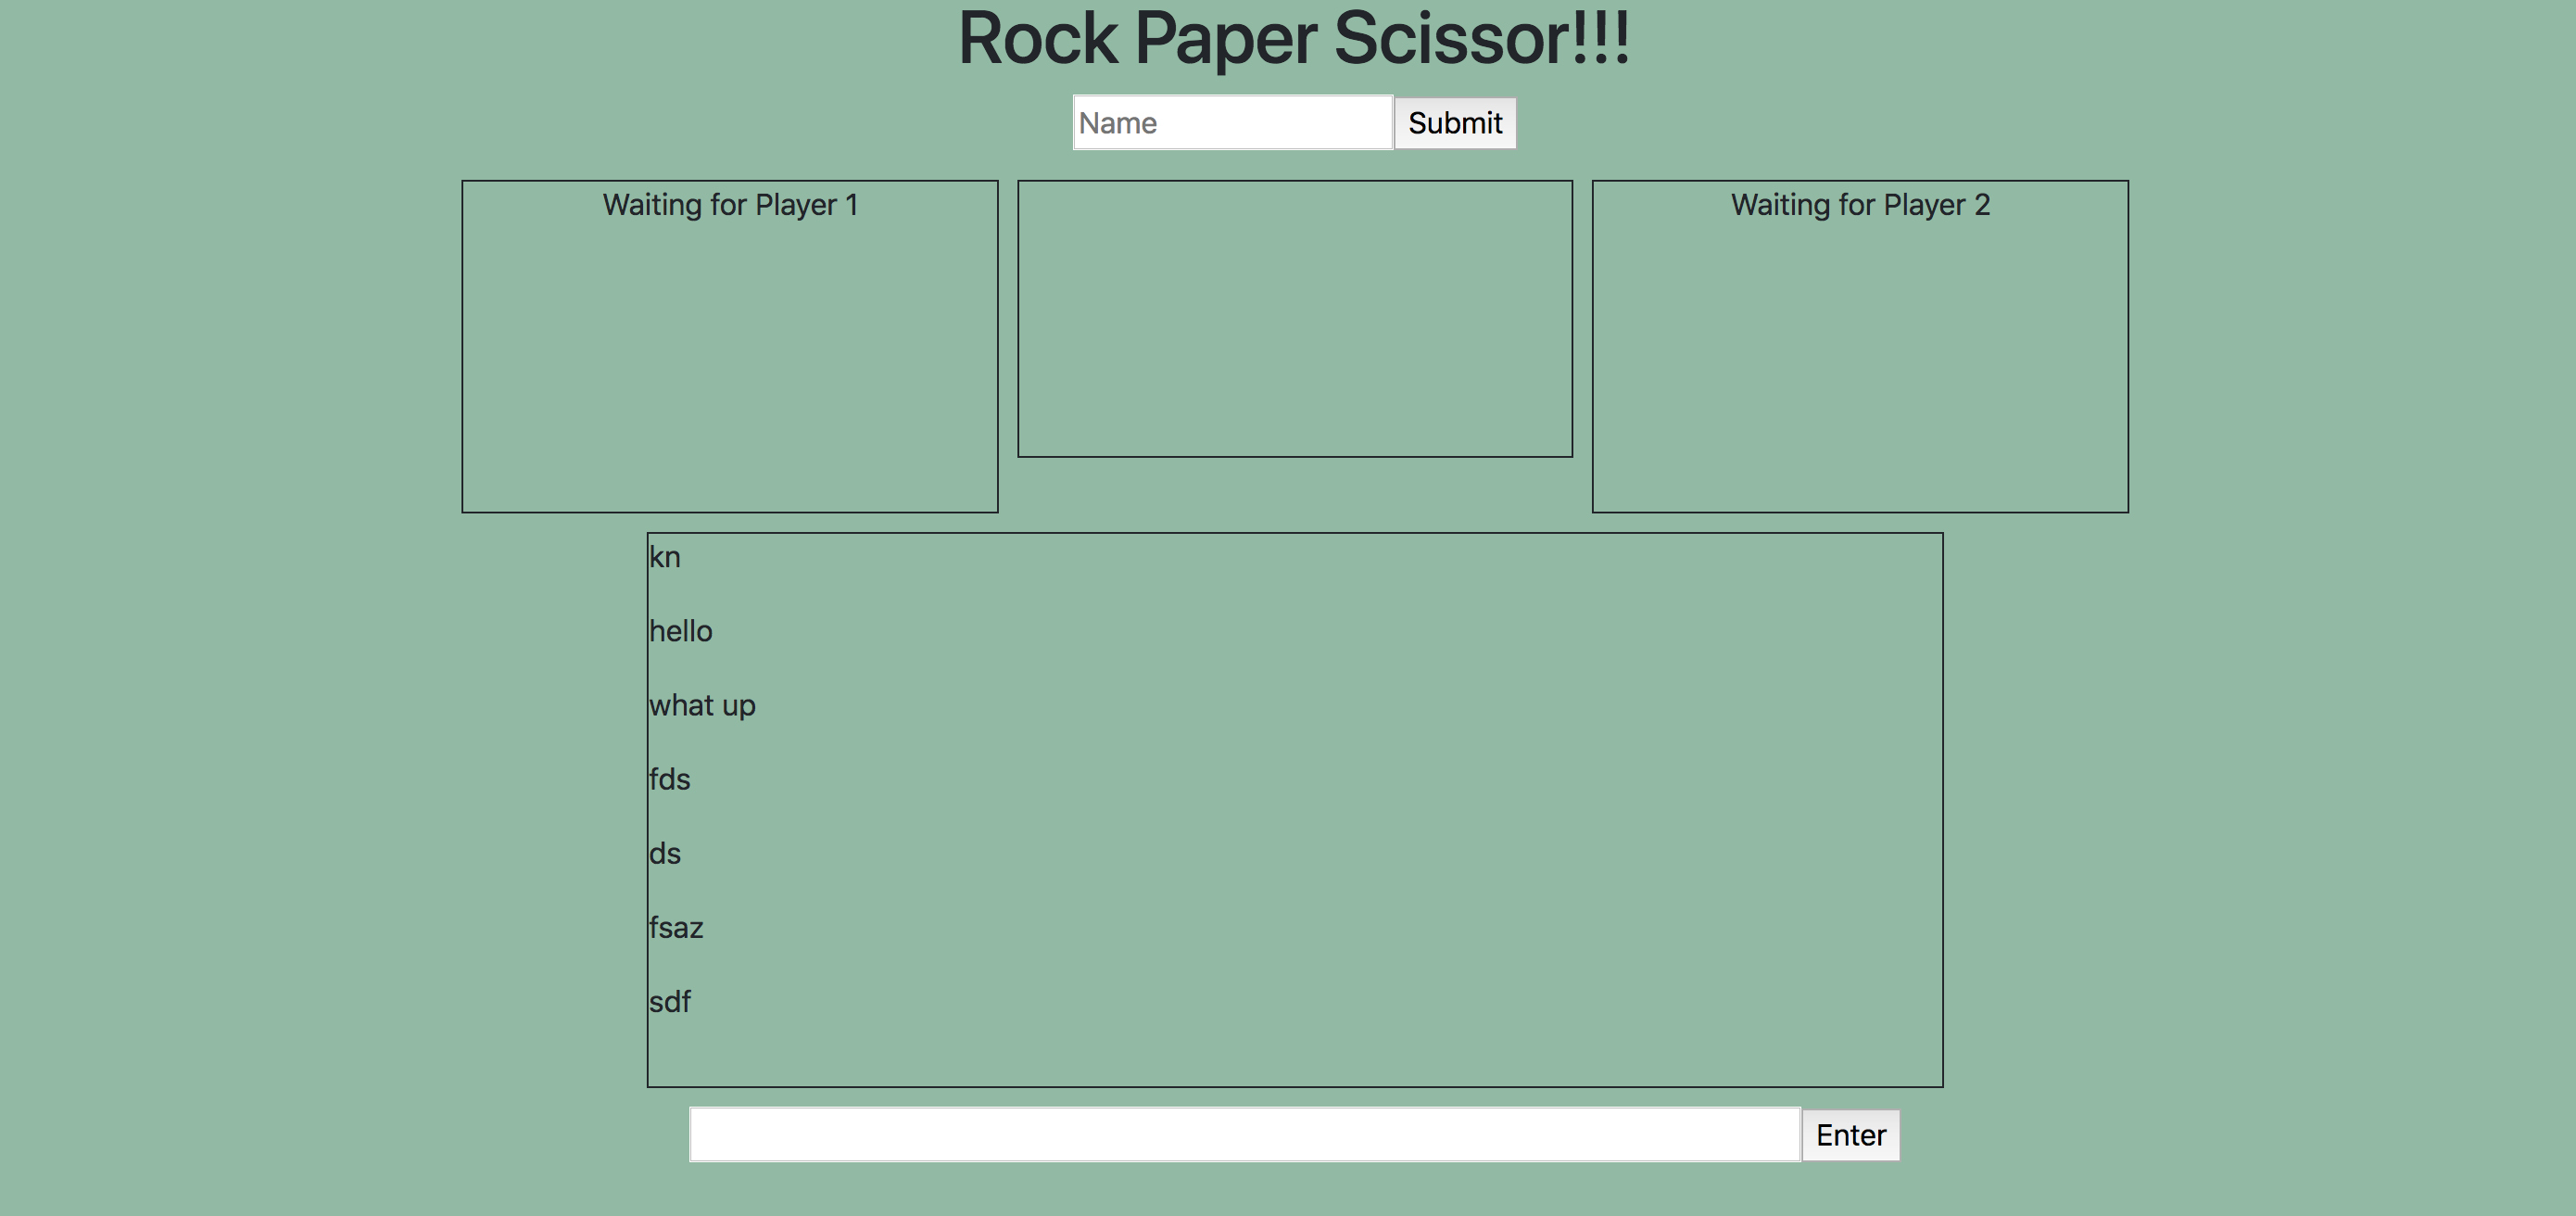 Rock Paper Scissor!!!
Name Submit
Waiting for Player 1
Waiting for Player 2
kn
hello
what up
fds
ds
fsaz
sdf
Enter